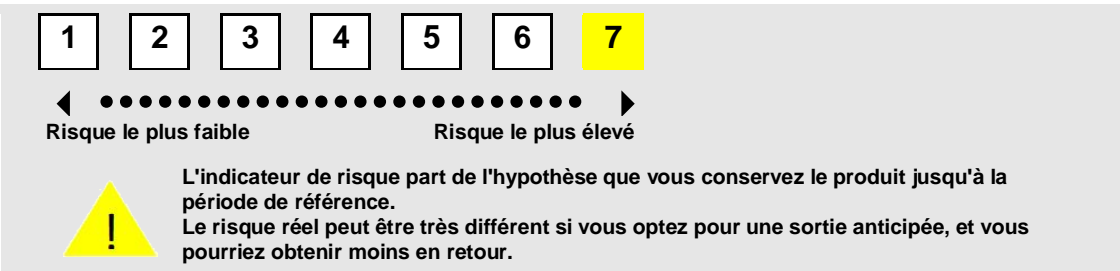 1 2 3 4 5 6 7
Risque le plus faible Risque le plus élevé
L'indicateur de risque part de l'hypothèse que vous conservez le produit jusqu'à la
période de référence.
Le risque réel peut être très différent si vous optez pour une sortie anticipée, et vous
pourriez obtenir moins en retour.
!